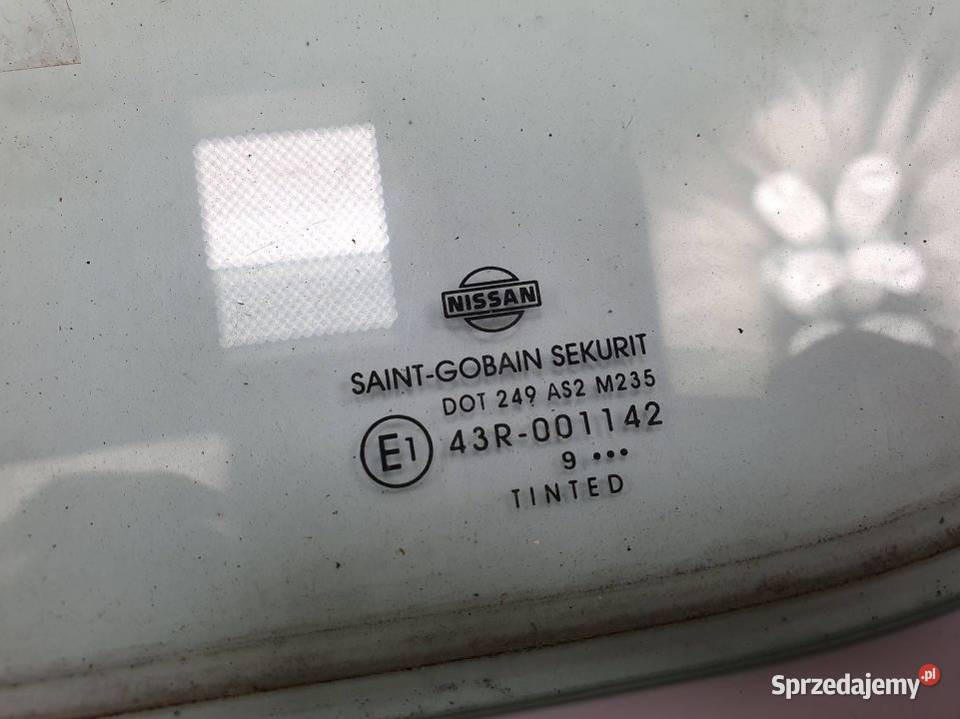 NISSAN
SAINT-GOBAIN SEKURIT
DOT 249 AS2 M235
E1 43R-001142
9 •••
TINTED
Sprzedajemy.pl